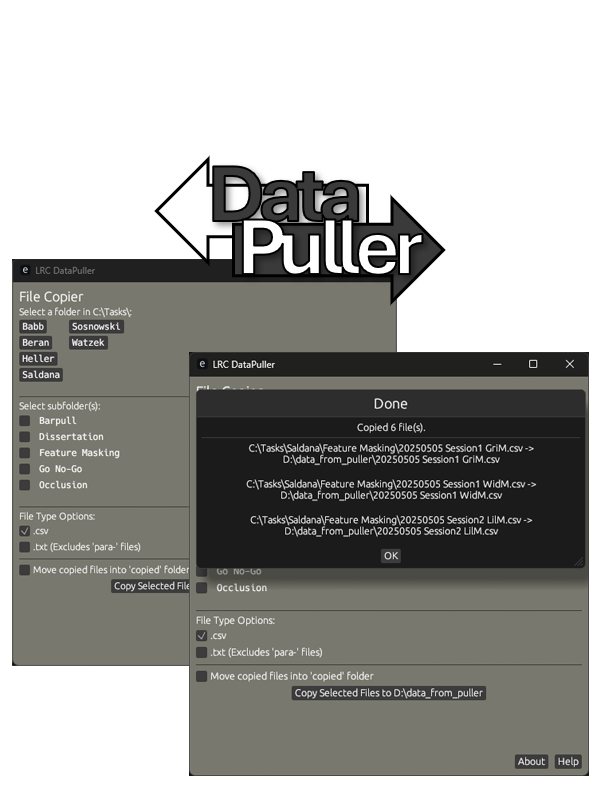 Data
Puller
e LRC DataPuller
File Copier
Select a folder in C:\Tasks\:
Babb Sosnowski
Beran Watzek
Heller
Saldana
Select subfolder(s):
Barpull
Dissertation
Feature Masking
Go No-Go
Occlusion
File Type Options:
.csv
.txt (Excludes 'para-' files)
Move copied files into 'copied' folder
Copy Selected File
e LRC DataPuller
Done
Copied 6 file(s).
C:\Tasks\Saldana\Feature Masking\20250505 Session1 GriM.csv ->
D:\data_from_puller\20250505 Session1 GriM.csv
C:\Tasks\Saldana\Feature Masking\20250505 Session1 WidM.csv ->
D:\data_from_puller\20250505 Session1 WidM.csv
C:\Tasks\Saldana\Feature Masking\20250505 Session2 LilM.csv ->
D:\data_from_puller\20250505 Session2 LilM.csv
OK
Go No-Go
Occlusion
File Type Options:
.csv
.txt (Excludes 'para-' files)
Move copied files into 'copied' folder
Copy Selected Files to D:\data_from_puller
About Help